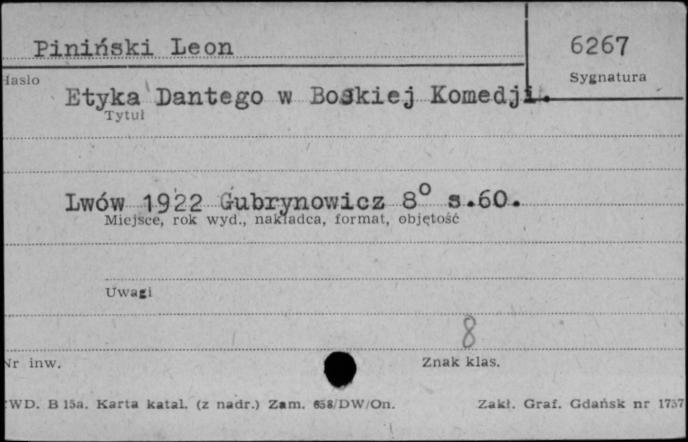 Piniński Leon
6267
Hasło
Sygnatura
Etyka Dantego w Boskiej Komedji.
Tytuł
Lwów 1922 Gubrynowicz 8° s.60.
Miejsce, rok wyd., nakładca, format, objętość
Uwagi
8
Nr inw.
Znak klas.
CWD. B 15a. Karta katal. (z nadr.) Zam. 658/DW/On.
Zakł. Graf. Gdańsk nr 1757